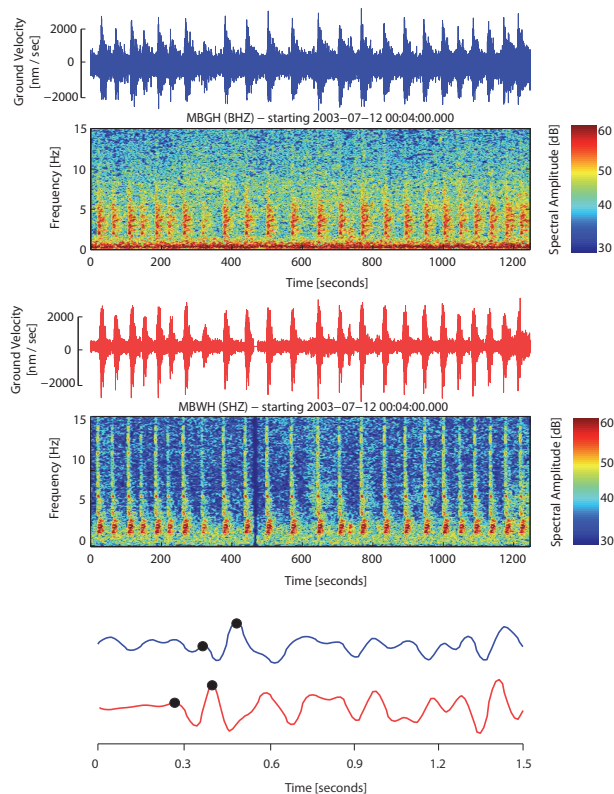 Ground Velocity
[nm / sec]
2000
0
−2000
MBGH (BHZ) − starting 2003−07−12 00:04:00.000
Frequency [Hz]
15
10
5
0
0 200 400 600 800 1000 1200
Time [seconds]
Spectral Amplitude [dB]
60
50
40
30
Ground Velocity
nm / sec]
2000
0
−2000
MBWH (SHZ) − starting 2003−07−12 00:04:00.000
Frequency [Hz]
15
10
5
0
0 200 400 600 800 1000 1200
Time [seconds]
Spectral Amplitude [dB]
60
50
40
30
0 0.3 0.6 0.9 1.2 1.5
Time [seconds]